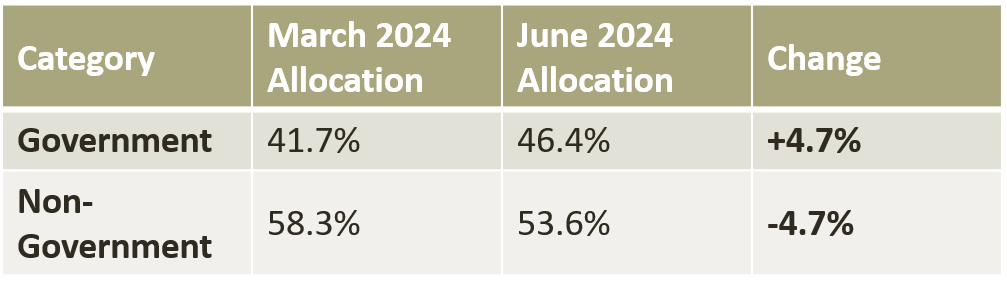 Category March 2024 Allocation June 2024 Allocation Change
Government 41.7% 46.4% +4.7%
Non-Government 58.3% 53.6% -4.7%